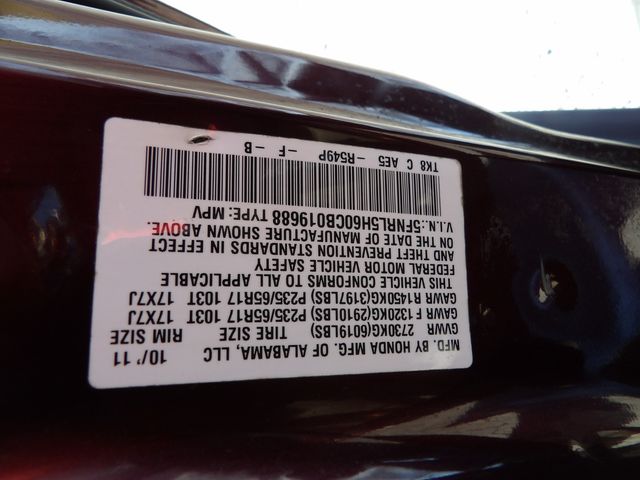 MFD. BY HONDA MFG. OF ALABAMA, LLC 10/'11
GVWR 2730KG(6019LBS) TIRE SIZE RIM SIZE
GAWR F 1320KG(2910LBS) P235/65R17 103T 17X7J
GAWR R1450KG(3197LBS) P235/65R17 103T 17X7J
THIS VEHICLE CONFORMS TO ALL APPLICABLE
FEDERAL MOTOR VEHICLE SAFETY
AND THEFT PREVENTION STANDARDS IN EFFECT
ON THE DATE OF MANUFACTURE SHOWN ABOVE.
V.I.N.: 5FNRL5H60CB019688 TYPE: MPV
TK8 C AE5 -R549P -F-B